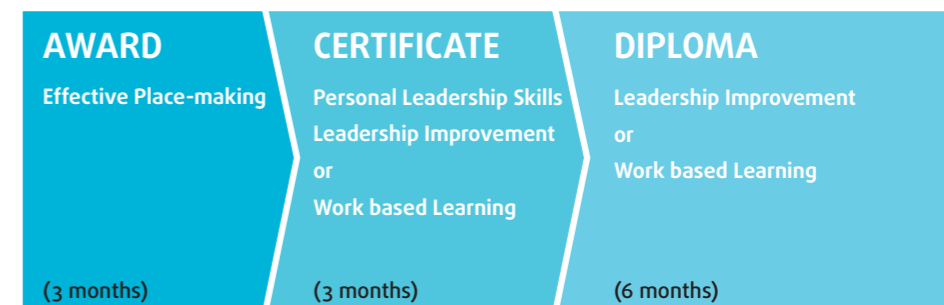 AWARD
Effective Place-making
(3 months)
CERTIFICATE
Personal Leadership Skills
Leadership Improvement
or
Work based Learning
(3 months)
DIPLOMA
Leadership Improvement
or
Work based Learning
(6 months)